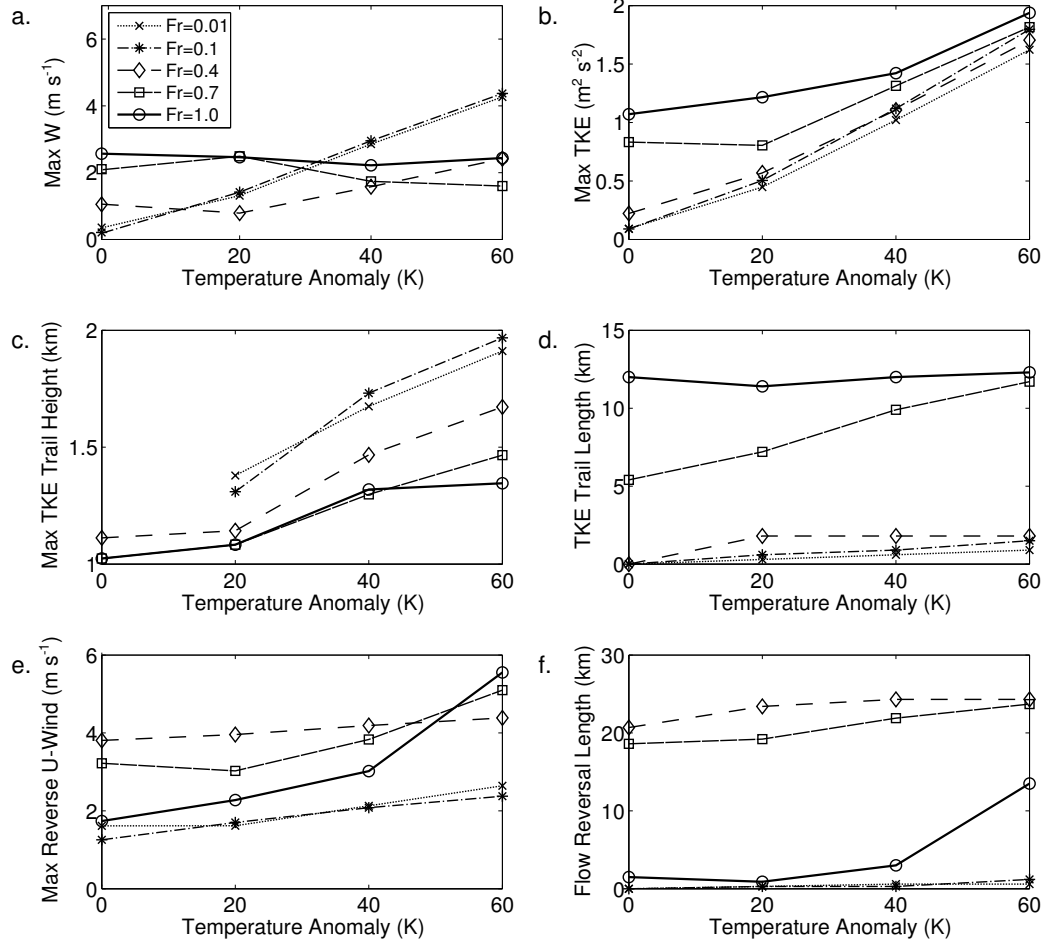 a.
Max W (m s⁻¹)
6
4
2
0
Fr=0.01
Fr=0.1
Fr=0.4
Fr=0.7
Fr=1.0
0 20 40 60
Temperature Anomaly (K)
b.
Max TKE (m² s⁻²)
2
1.5
1
0.5
0
0 20 40 60
Temperature Anomaly (K)
c.
Max TKE Trail Height (km)
2
1.5
1
0 20 40 60
Temperature Anomaly (K)
d.
TKE Trail Length (km)
15
10
5
0
0 20 40 60
Temperature Anomaly (K)
e.
Max Reverse U-Wind (m s⁻¹)
6
4
2
0
0 20 40 60
Temperature Anomaly (K)
f.
Flow Reversal Length (km)
30
20
10
0
0 20 40 60
Temperature Anomaly (K)